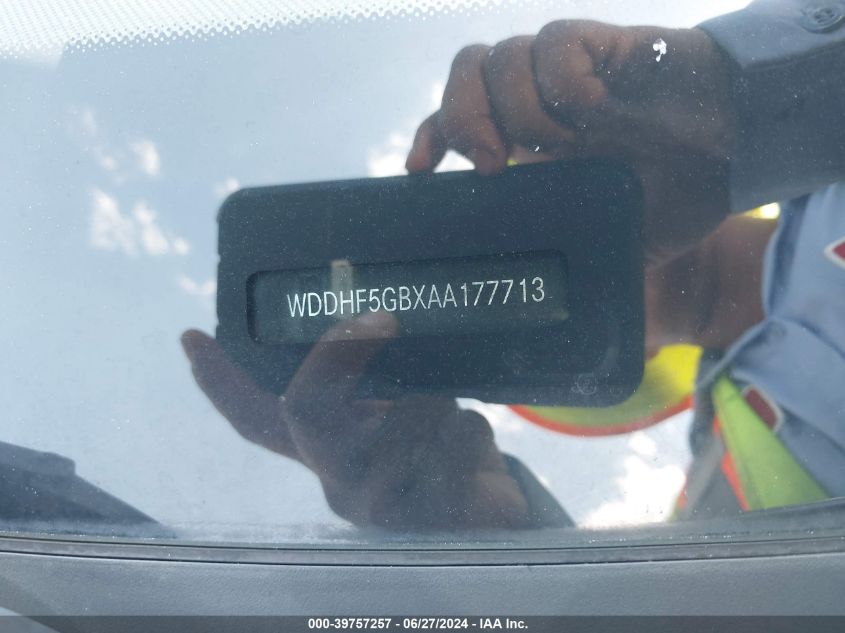 WDDHF5GBXAA177713
000-39757257 - 06/27/2024 - IAA Inc.